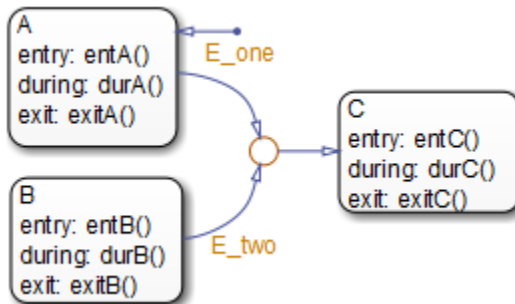 A
entry: entA()
during: durA()
exit: exitA()
E_one
C
entry: entC()
during: durC()
exit: exitC()
B
entry: entB()
during: durB()
exit: exitB()
E_two